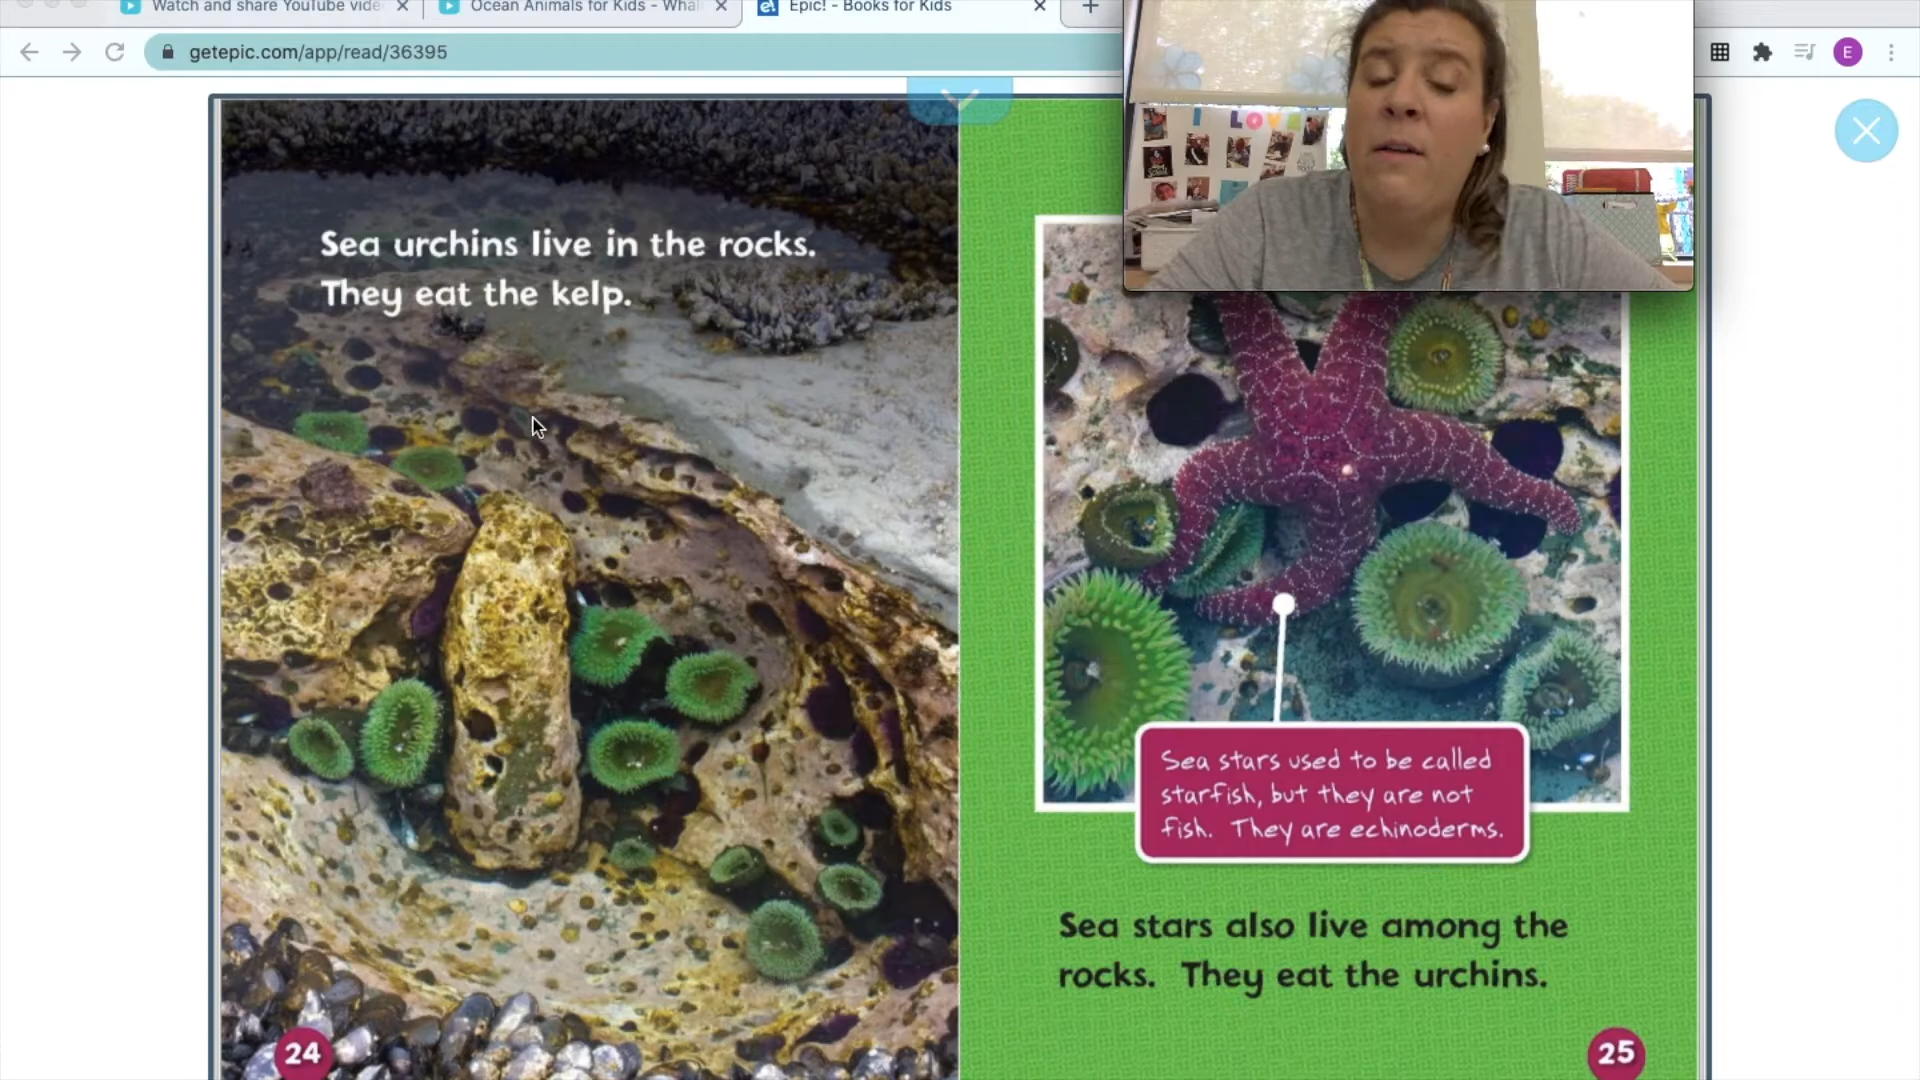 Watch and share YouTube vide
Ocean Animals for Kids - Whal
Epic! - Books for Kids
getepic.com/app/read/36395
E
LOVE
Sea urchins live in the rocks.
They eat the kelp.
Sea stars used to be called
starfish, but they are not
fish. They are echinoderms.
Sea stars also live among the
rocks. They eat the urchins.
24
25